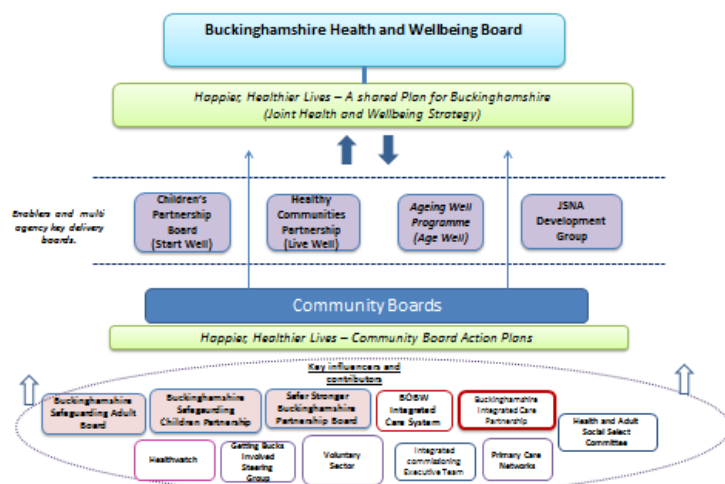 Buckinghamshire Health and Wellbeing Board
Happier, Healthier Lives – A shared Plan for Buckinghamshire
(Joint Health and Wellbeing Strategy)
Enablers and multi
agency key delivery
boards.
Children's
Partnership
Board
(Start Well)
Healthy
Communities
Partnership
(Live Well)
Ageing Well
Programme
(Age Well)
JSNA
Development
Group
Community Boards
Happier, Healthier Lives – Community Board Action Plans
Key influencers and
contributors
Buckinghamshire
Safeguarding Adult
Board
Buckinghamshire
Safegaurding
Children Partnership
Safer Stronger
Buckinghamshire
Partnership Board
BOBW
Integrated
Care System
Buckinghamshire
Integrated Care
Partnership
Health and Adult
Social Select
Committee
Healthwatch
Getting Bucks
Involved
Steering
Group
Voluntary
Sector
Integrated
commissioning
Executive Team
Primary Care
Networks